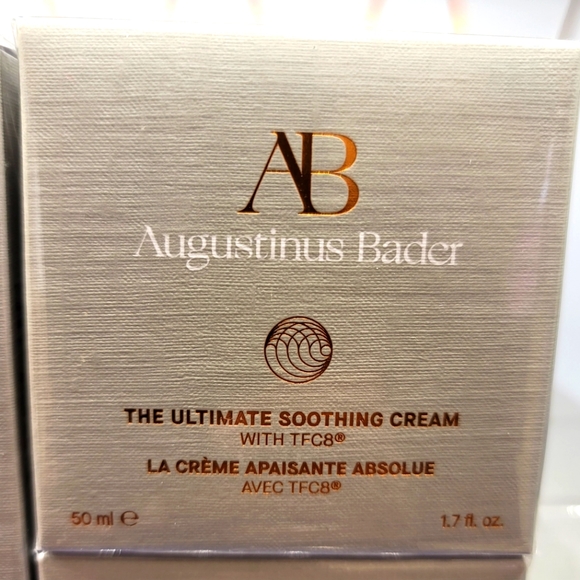 AB
Augustinus Bader
THE ULTIMATE SOOTHING CREAM
WITH TFC8®
LA CRÈME APAISANTE ABSOLUE
AVEC TFC8®
50 ml ℮
1.7 fl. oz.